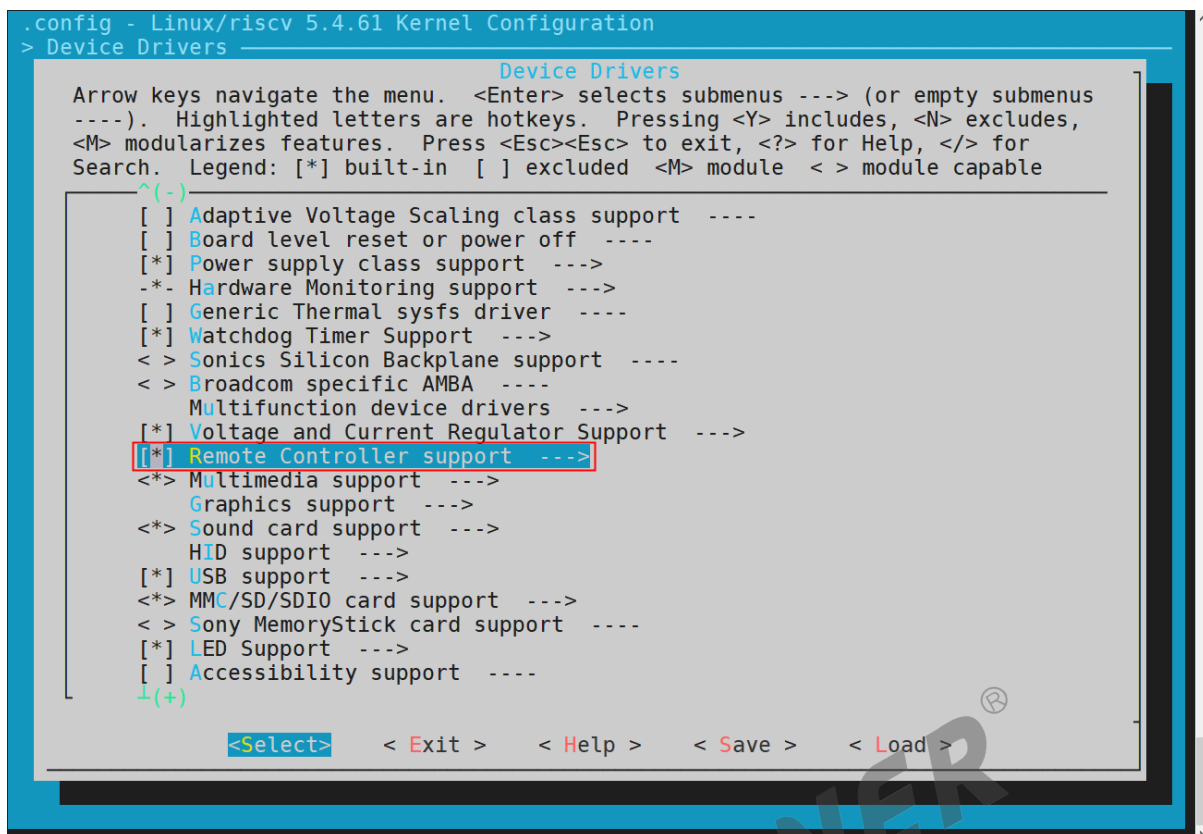 .config - Linux/riscv 5.4.61 Kernel Configuration
> Device Drivers
Device Drivers
Arrow keys navigate the menu.  <Enter> selects submenus ---> (or empty submenus
----).  Highlighted letters are hotkeys.  Pressing <Y> includes, <N> excludes,
<M> modularizes features.  Press <Esc><Esc> to exit, <?> for Help, </> for
Search.  Legend: [*] built-in  [ ] excluded  <M> module  < > module capable
^(-)
[ ] Adaptive Voltage Scaling class support  ----
[ ] Board level reset or power off  ----
[*] Power supply class support  --->
-*- Hardware Monitoring support  --->
[ ] Generic Thermal sysfs driver  ----
[*] Watchdog Timer Support  --->
< > Sonics Silicon Backplane support  ----
< > Broadcom specific AMBA  ----
Multifunction device drivers  --->
[*] Voltage and Current Regulator Support  --->
[*] Remote Controller support  --->
<*> Multimedia support  --->
Graphics support  --->
<*> Sound card support  --->
HID support  --->
[*] USB support  --->
<*> MMC/SD/SDIO card support  --->
< > Sony MemoryStick card support  ----
[*] LED Support  --->
[ ] Accessibility support  ----
┴(+)
<Select>    < Exit >    < Help >    < Save >    < Load >
®